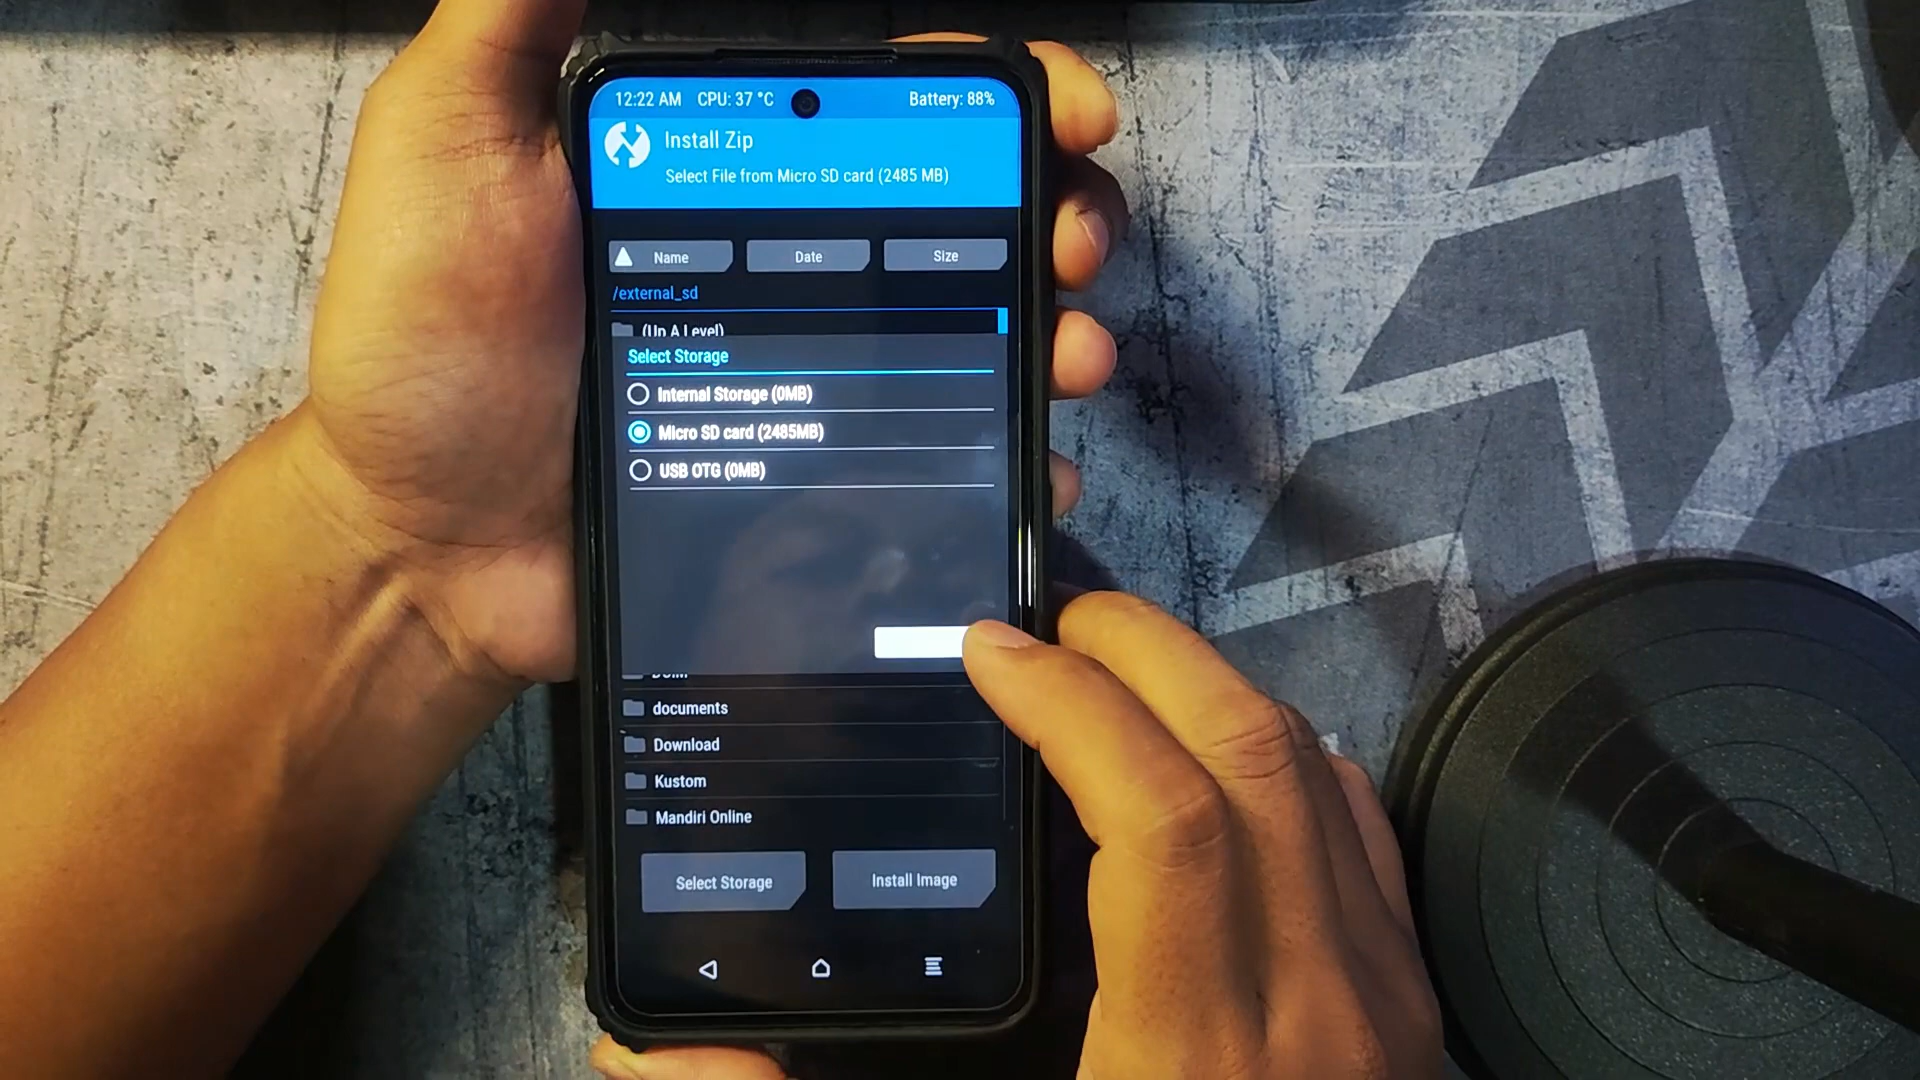 12:22 AM CPU: 37 °C Battery: 88%
Install Zip
Select File from Micro SD card (2485 MB)
Name Date Size
/external_sd
(Up A Level)
Select Storage
Internal Storage (0MB)
Micro SD card (2485MB)
USB OTG (0MB)
DCIM
documents
Download
Kustom
Mandiri Online
Select Storage Install Image